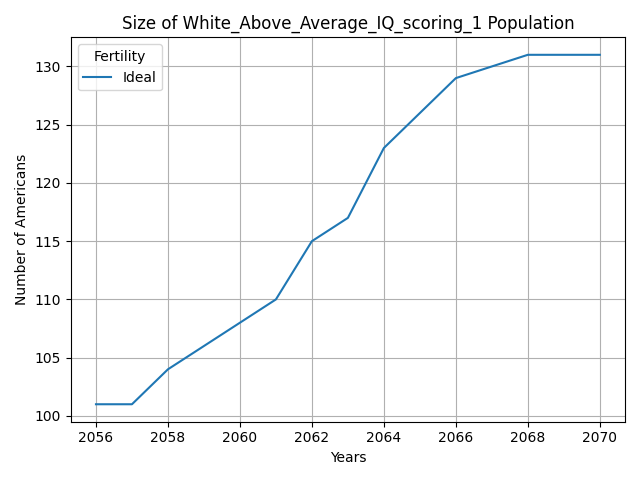 Size of White_Above_Average_IQ_scoring_1 Population
Fertility
Ideal
Number of Americans
130
125
120
115
110
105
100
2056 2058 2060 2062 2064 2066 2068 2070
Years